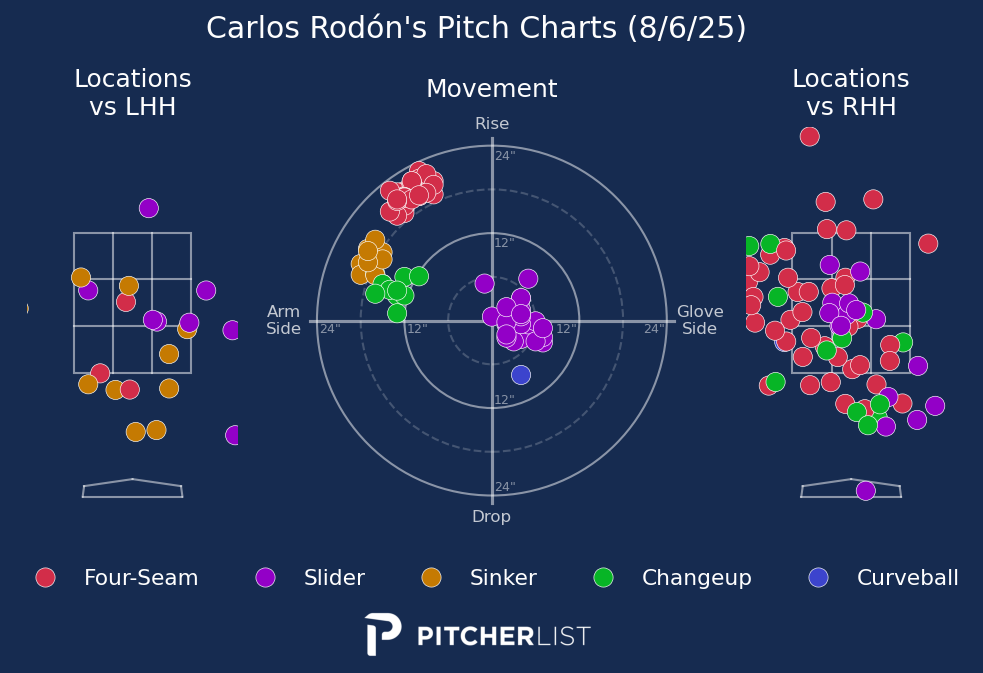 Carlos Rodón's Pitch Charts (8/6/25)
Locations
vs LHH
Movement
Locations
vs RHH
Rise
24"
12"
Arm
Side
24"
12"
12"
24"
Glove
Side
12"
24"
Drop
Four-Seam
Slider
Sinker
Changeup
Curveball
PITCHERLIST